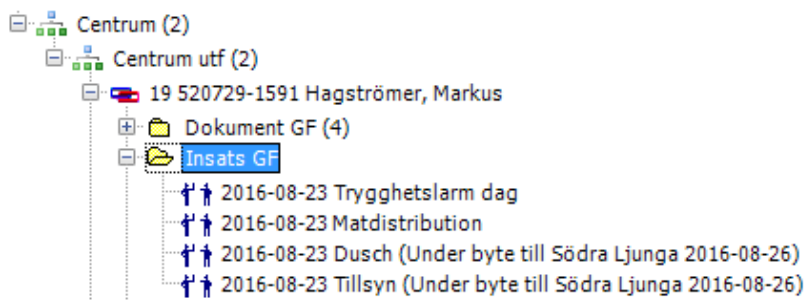 Centrum (2)
Centrum utf (2)
19 520729-1591 Hagströmer, Markus
Dokument GF (4)
Insats GF
2016-08-23 Trygghetslarm dag
2016-08-23 Matdistribution
2016-08-23 Dusch (Under byte till Södra Ljunga 2016-08-26)
2016-08-23 Tillsyn (Under byte till Södra Ljunga 2016-08-26)